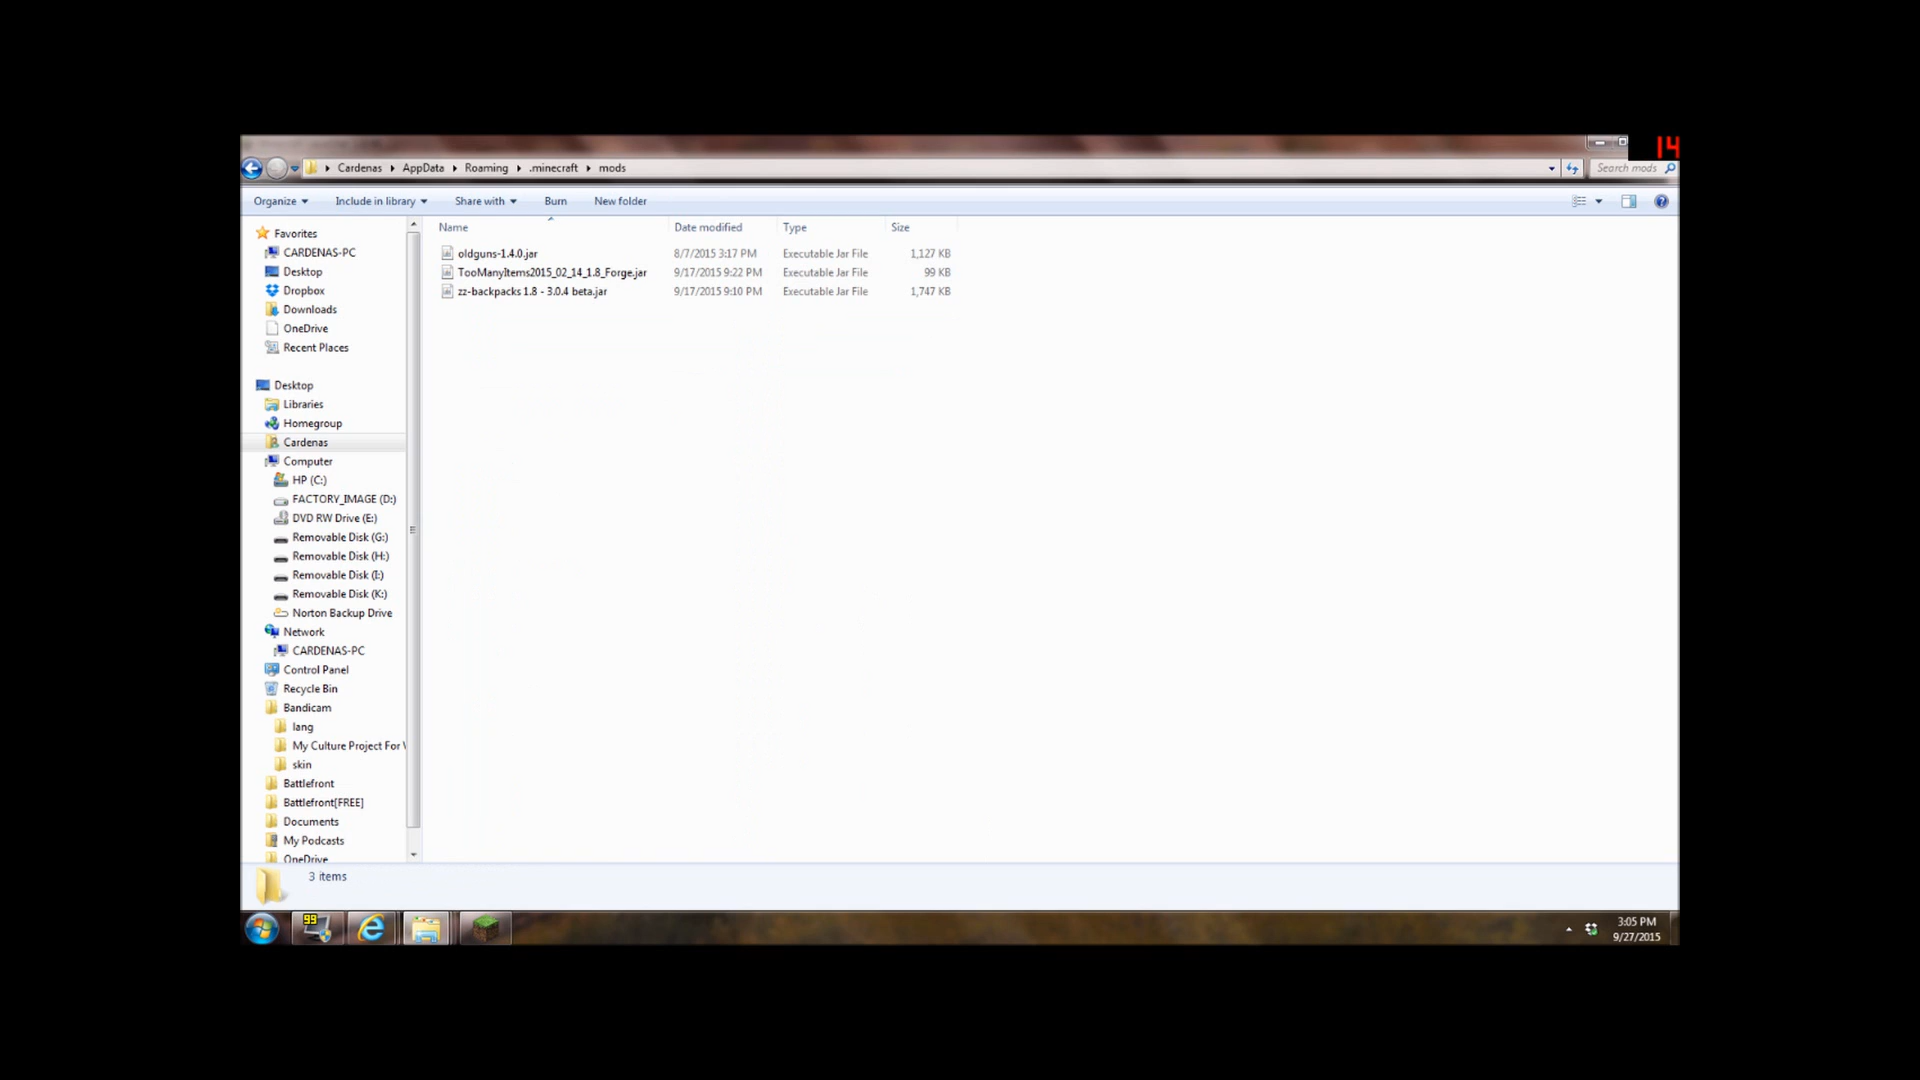 14
Cardenas AppData Roaming .minecraft mods Search mods
Organize Include in library Share with Burn New folder
Name Date modified Type Size
oldguns-1.4.0.jar 8/7/2015 3:17 PM Executable Jar File 1,127 KB
TooManyItems2015_02_14_1.8_Forge.jar 9/17/2015 9:22 PM Executable Jar File 99 KB
zz-backpacks 1.8 - 3.0.4 beta.jar 9/17/2015 9:10 PM Executable Jar File 1,747 KB
Favorites
CARDENAS-PC
Desktop
Dropbox
Downloads
OneDrive
Recent Places
Desktop
Libraries
Homegroup
Cardenas
Computer
HP (C:)
FACTORY_IMAGE (D:)
DVD RW Drive (E:)
Removable Disk (G:)
Removable Disk (H:)
Removable Disk (I:)
Removable Disk (K:)
Norton Backup Drive
Network
CARDENAS-PC
Control Panel
Recycle Bin
Bandicam
lang
My Culture Project For
skin
Battlefront
Battlefront[FREE]
Documents
My Podcasts
OneDrive
3 items
99
3:05 PM
9/27/2015